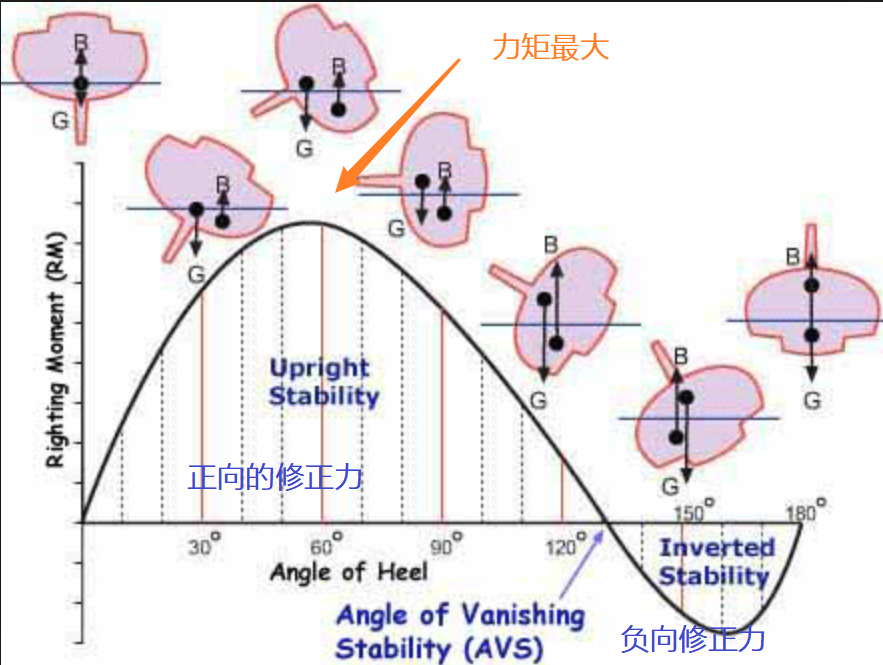 力矩最大
B
G
B
G
B
G
B
G
B
G
B
G
B
G
Righting Moment (RM)
Upright
Stability
正向的修正力
30°
60°
90°
120°
150°
180°
Angle of Heel
Inverted
Stability
Angle of Vanishing
Stability (AVS)
负向修正力